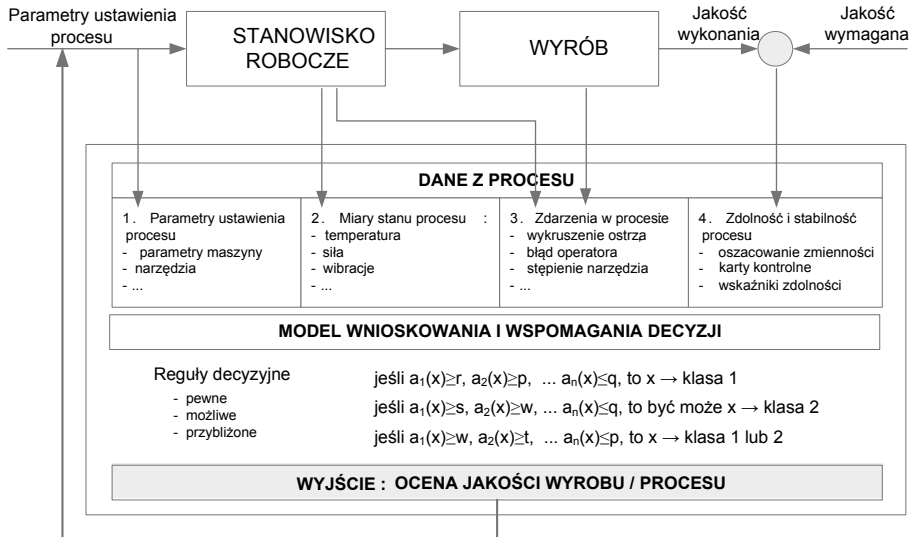 Parametry ustawienia
procesu
STANOWISKO
ROBOCZE
WYRÓB
Jakość
wykonania
Jakość
wymagana
DANE Z PROCESU
1. Parametry ustawienia
procesu
- parametry maszyny
- narzędzia
- ...
2. Miary stanu procesu :
- temperatura
- siła
- wibracje
- ...
3. Zdarzenia w procesie
- wykruszenie ostrza
- błąd operatora
- stępienie narzędzia
- ...
4. Zdolność i stabilność
procesu
- oszacowanie zmienności
- karty kontrolne
- wskaźniki zdolności
MODEL WNIOSKOWANIA I WSPOMAGANIA DECYZJI
Reguły decyzyjne
- pewne
- możliwe
- przybliżone
jeśli a₁(x)≥r, a₂(x)≥p, ... aₙ(x)≤q, to x → klasa 1
jeśli a₁(x)≥s, a₂(x)≥w, ... aₙ(x)≤q, to być może x → klasa 2
jeśli a₁(x)≥w, a₂(x)≥t, ... aₙ(x)≤p, to x → klasa 1 lub 2
WYJŚCIE : OCENA JAKOŚCI WYROBU / PROCESU